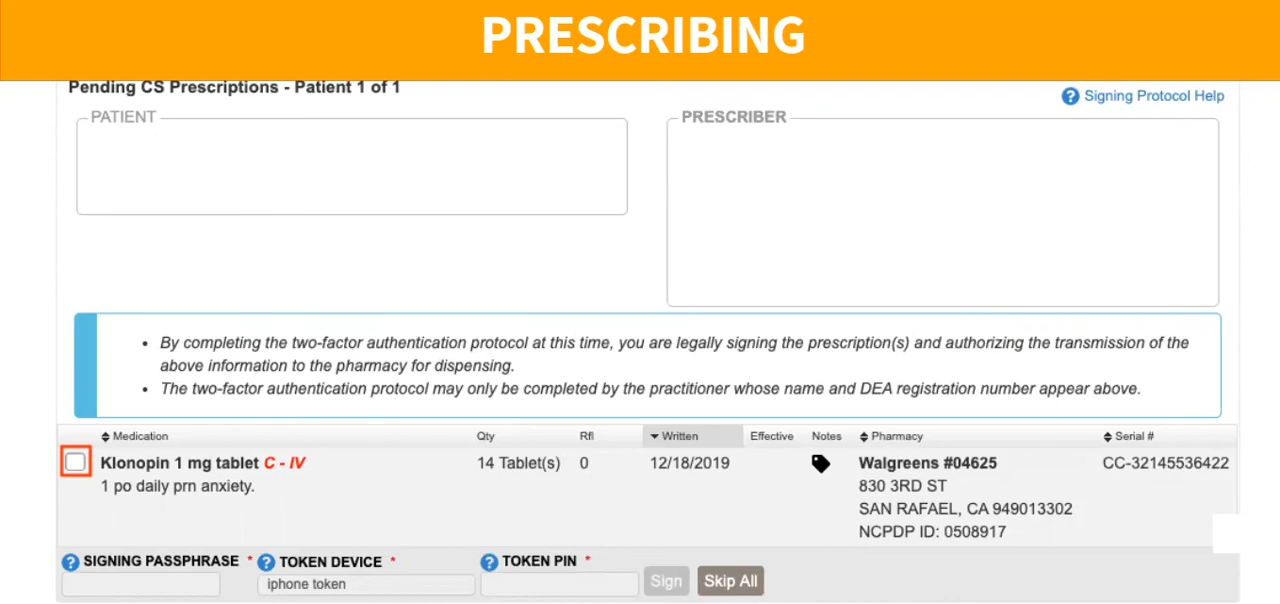 PRESCRIBING
Pending CS Prescriptions - Patient 1 of 1
Signing Protocol Help
PATIENT
PRESCRIBER
• By completing the two-factor authentication protocol at this time, you are legally signing the prescription(s) and authorizing the transmission of the
above information to the pharmacy for dispensing.
• The two-factor authentication protocol may only be completed by the practitioner whose name and DEA registration number appear above.
Medication Qty Rfl Written Effective Notes Pharmacy Serial #
Klonopin 1 mg tablet C - IV 14 Tablet(s) 0 12/18/2019 Walgreens #04625 CC-32145536422
1 po daily prn anxiety. 830 3RD ST
SAN RAFAEL, CA 949013302
NCPDP ID: 0508917
SIGNING PASSPHRASE * TOKEN DEVICE * TOKEN PIN *
iphone token Sign Skip All